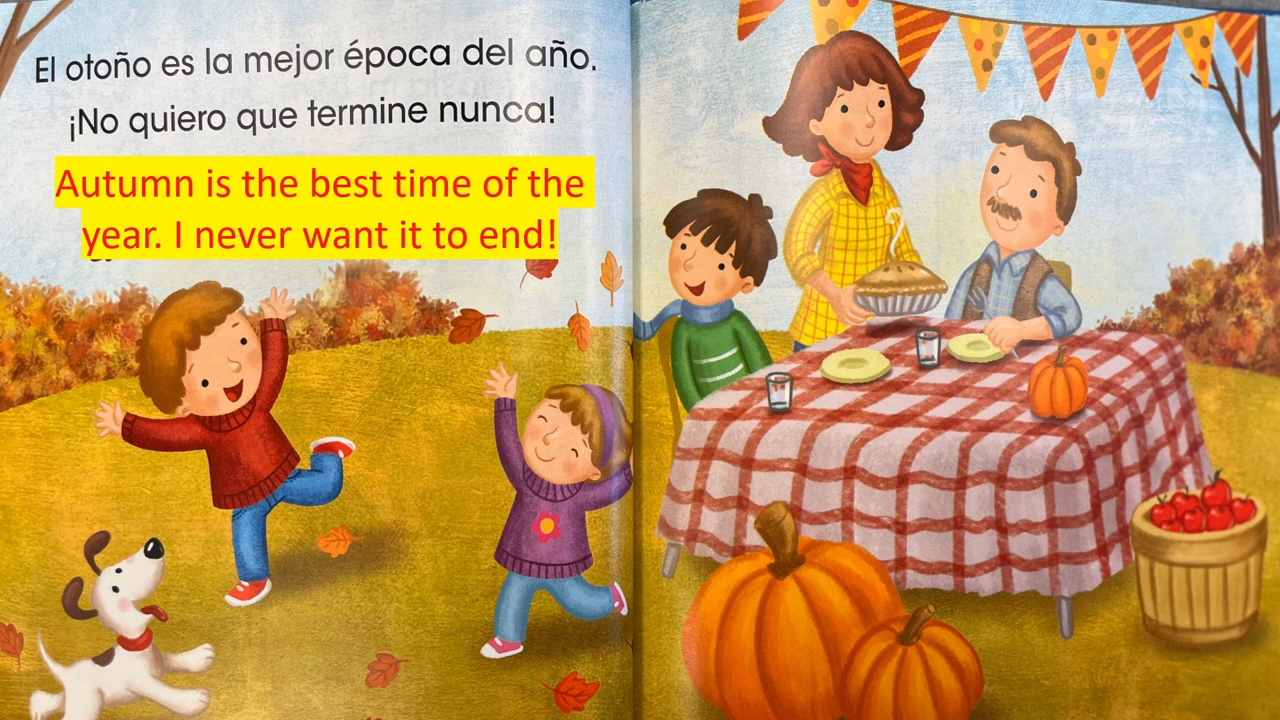 El otoño es la mejor época del año.
¡No quiero que termine nunca!
Autumn is the best time of the
year. I never want it to end!